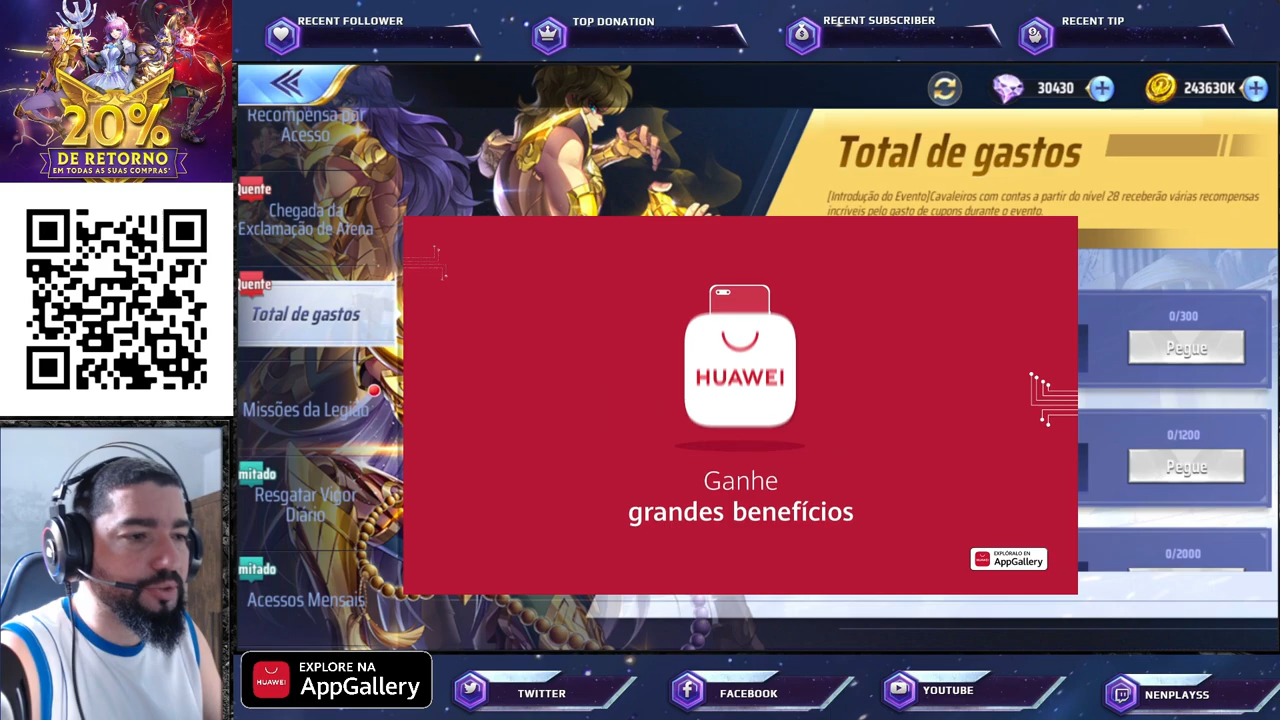 RECENT FOLLOWER
TOP DONATION
RECENT SUBSCRIBER
RECENT TIP
20%
DE RETORNO
EM TODAS AS SUAS COMPRAS*
30430
243630K
Recompensa por
Acesso
Quente
Chegada da
Exclamação de Atena
Quente
Total de gastos
Missões da Legião
mitado
Resgatar Vigor
Diário
mitado
Acessos Mensais
Total de gastos
[Introdução do Evento]Cavaleiros com contas a partir do nível 28 receberão várias recompensas
incríveis pelo gasto de cupons durante o evento.
0/300
Pegue
0/1200
Pegue
0/2000
HUAWEI
Ganhe
grandes benefícios
HUAWEI
EXPLÓRALO EN
AppGallery
HUAWEI
EXPLORE NA
AppGallery
TWITTER
FACEBOOK
YOUTUBE
NENPLAYSS